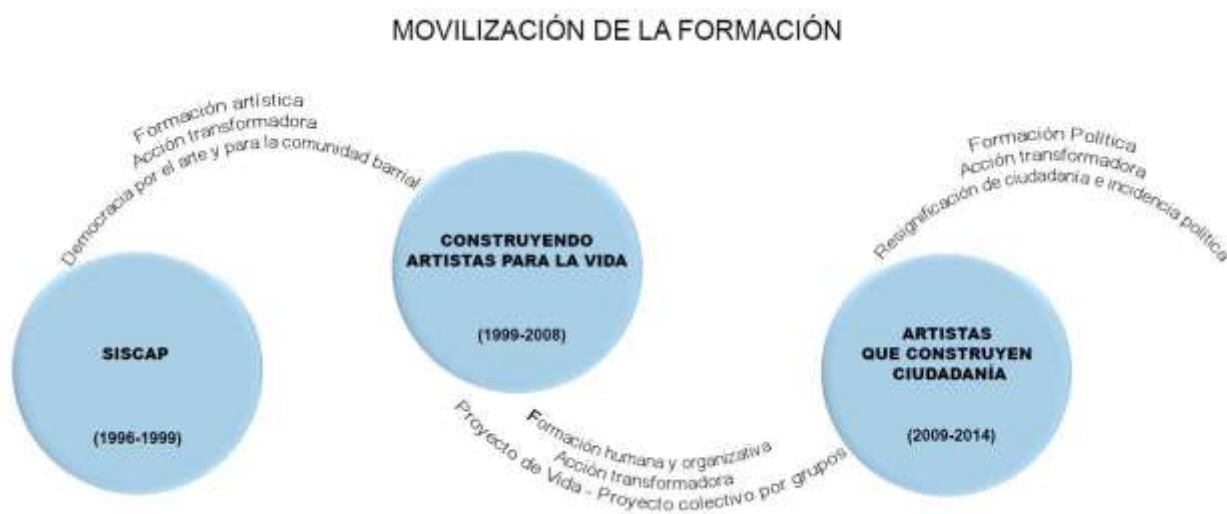 MOVILIZACIÓN DE LA FORMACIÓN
Formación artística
Acción transformadora
Democracia por el arte y para la comunidad barrial
SISCAP
(1996-1999)
CONSTRUYENDO
ARTISTAS PARA LA VIDA
(1999-2008)
Formación humana y organizativa
Acción transformadora
Proyecto de Vida - Proyecto colectivo por grupos
Formación Política
Acción transformadora
Resignificación de ciudadanía e incidencia política
ARTISTAS
QUE CONSTRUYEN
CIUDADANÍA
(2009-2014)